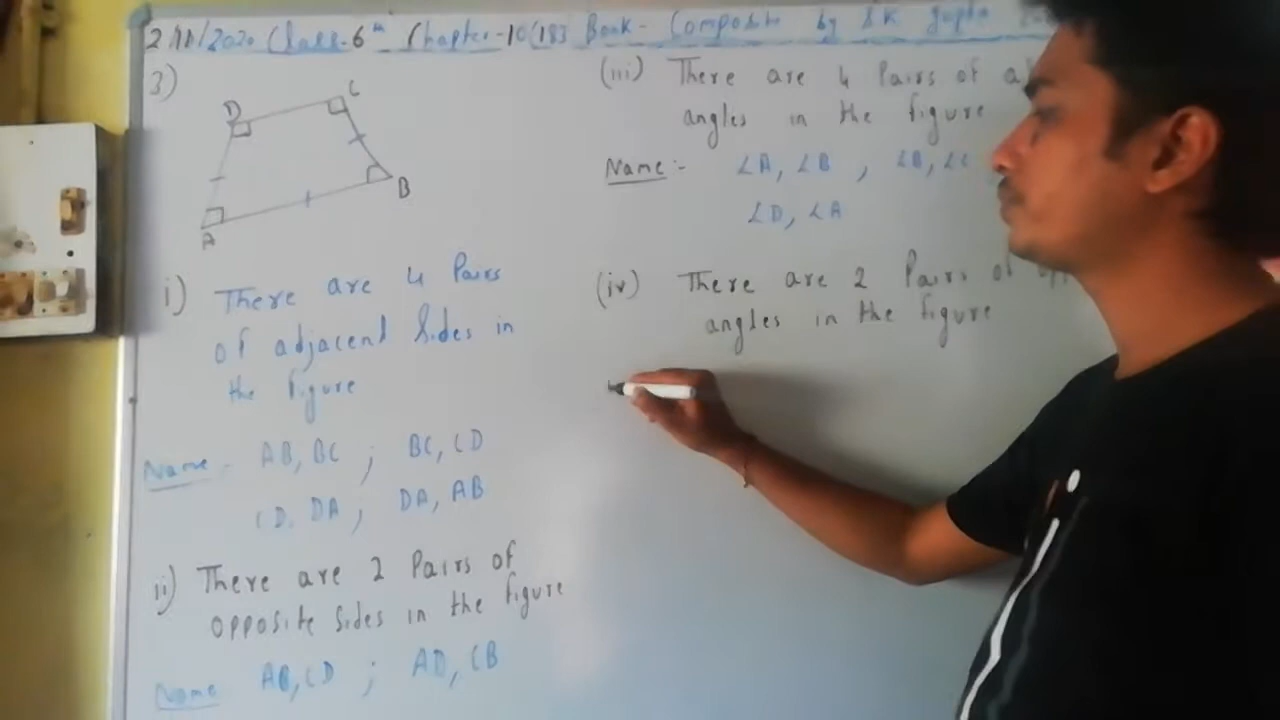 2/11/2020 Class-6th Chapter-10(183 Book- Composite by S.K Gupta
3)
D
C
B
A
i) There are 4 Pairs
of adjacend Sides in
the figure
Name - AB, BC ; BC, CD
CD, DA ; DA, AB
ii) There are 2 Pairs of
opposite Sides in the figure
Name AB, CD ; AD, CB
(iii) There are 4 Pairs of
angles in the figure
Name:- ∠A, ∠B , ∠B, ∠C
∠D, ∠A
(iv) There are 2 Pairs of
angles in the figure